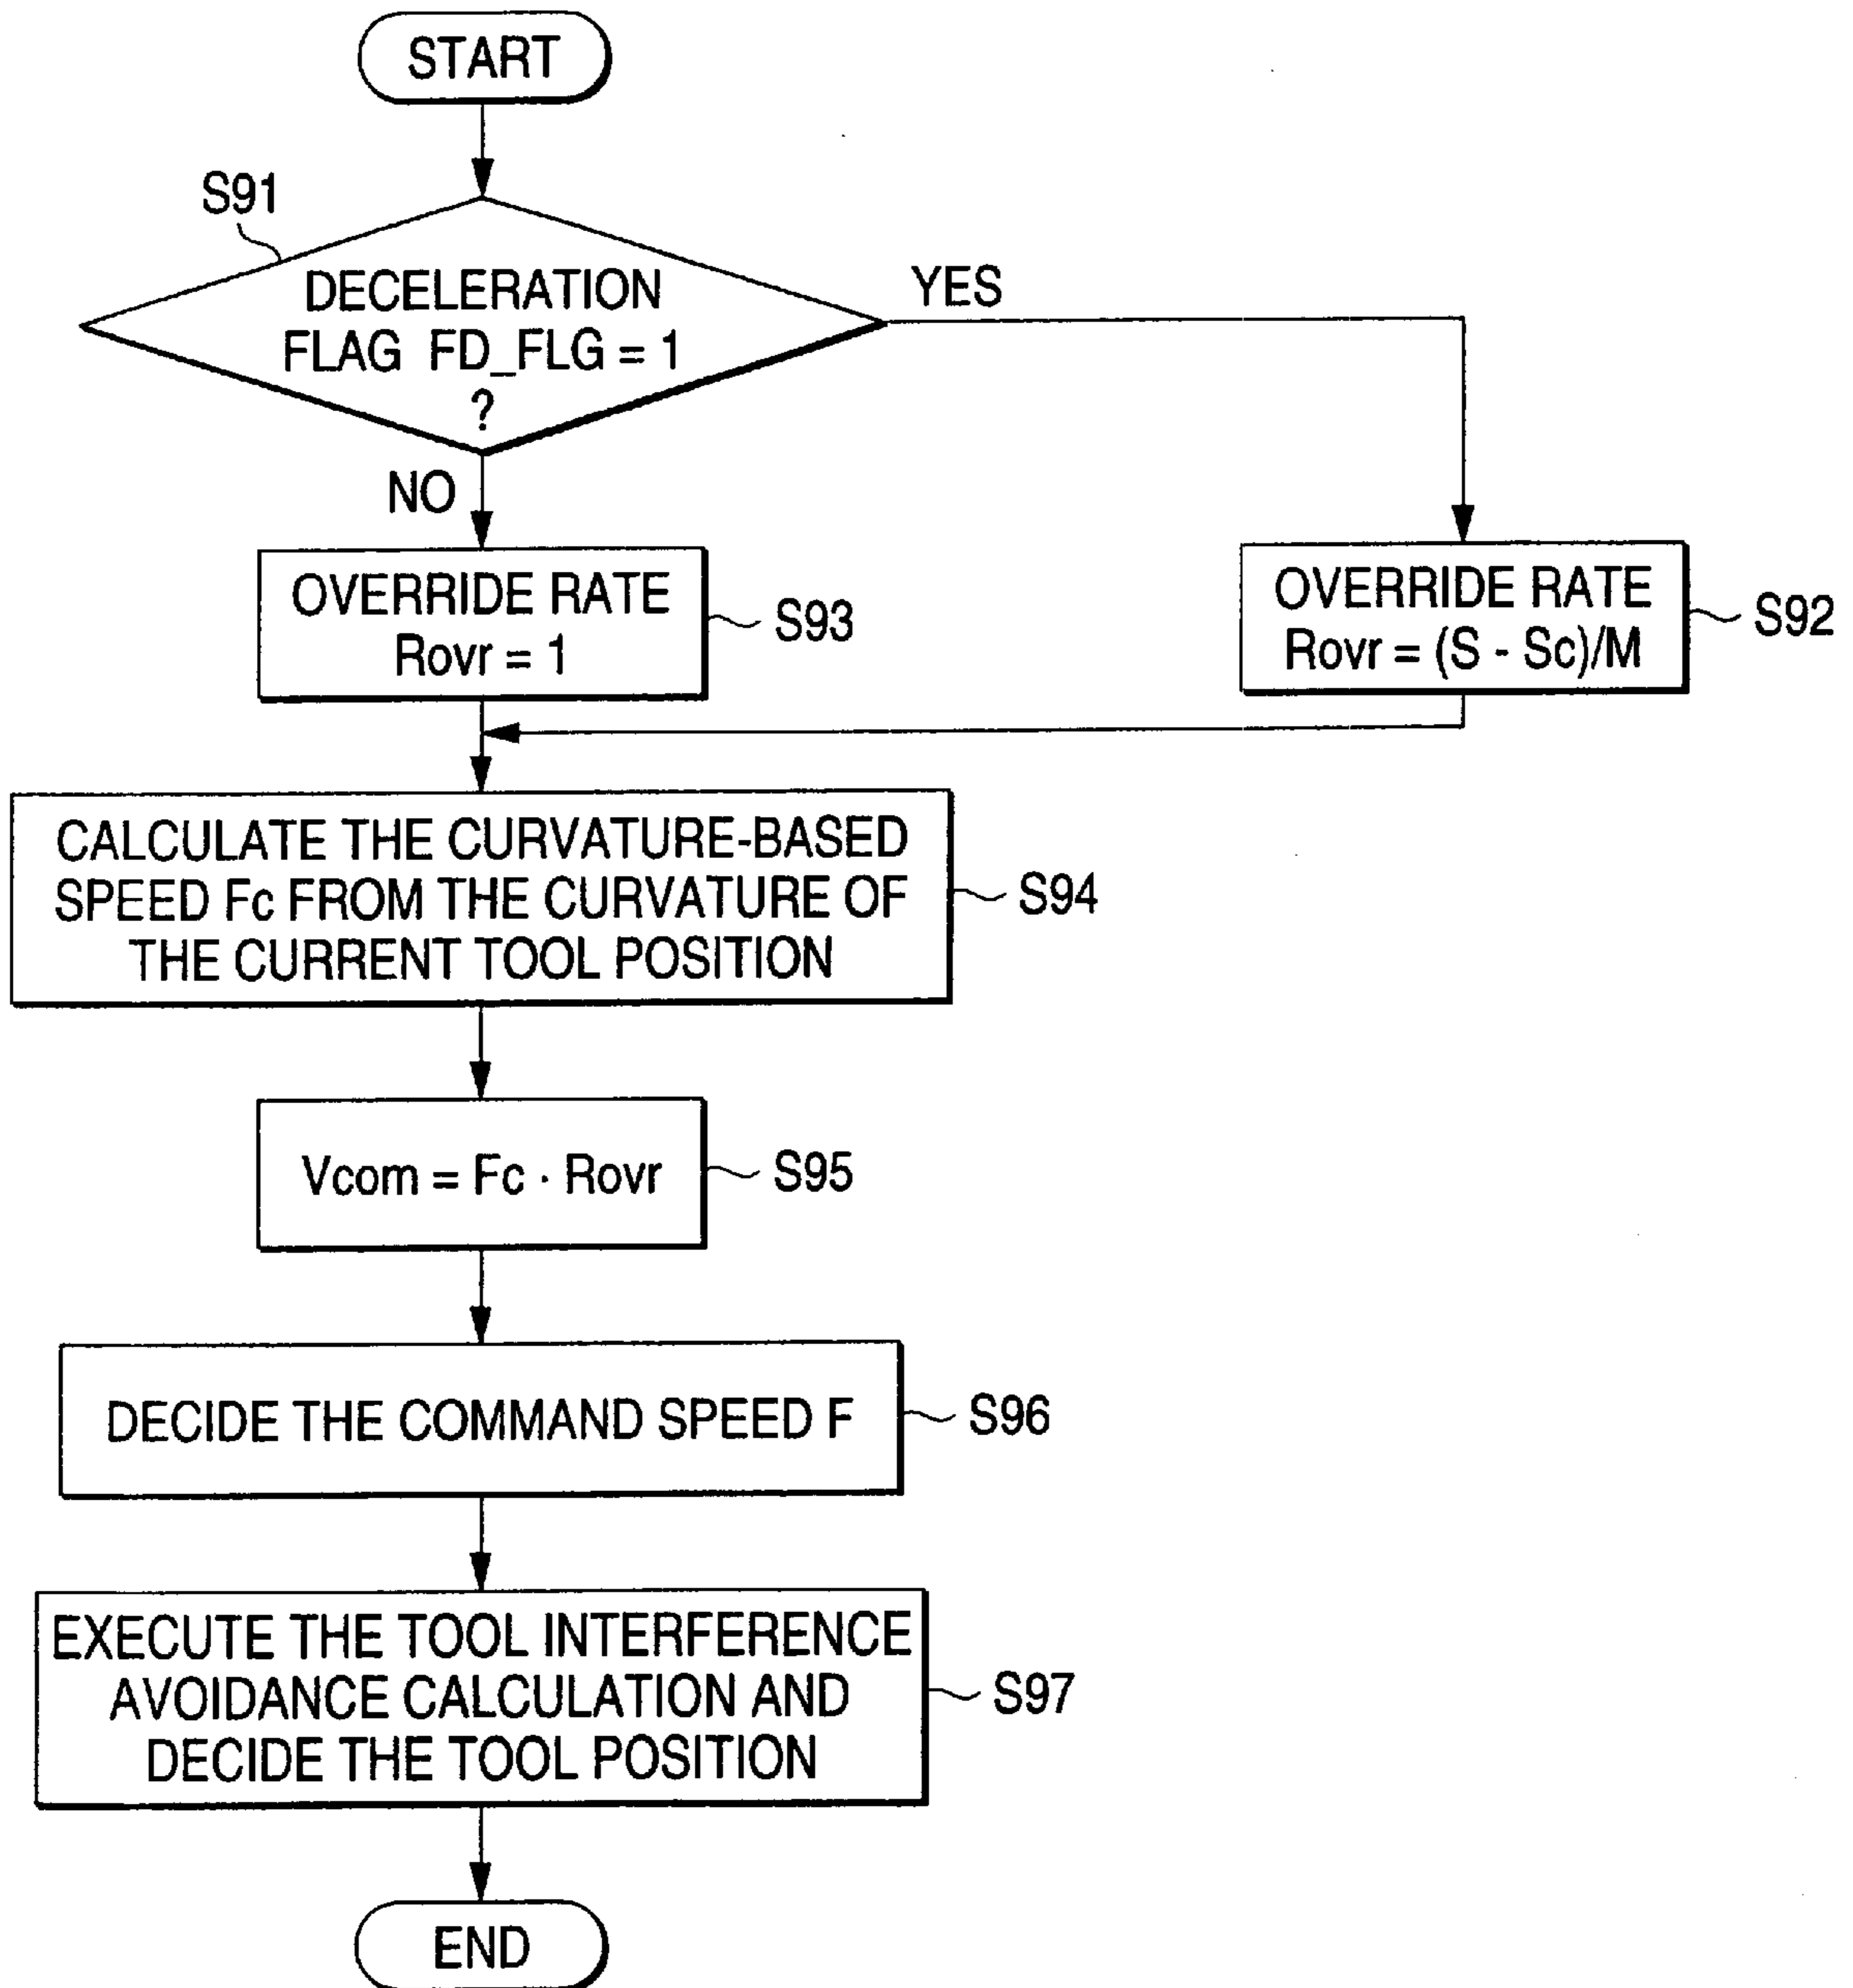 START
S91
DECELERATION
FLAG FD_FLG = 1
?
YES
NO
OVERRIDE RATE
Rovr = 1
S93
OVERRIDE RATE
Rovr = (S - Sc)/M
S92
CALCULATE THE CURVATURE-BASED
SPEED Fc FROM THE CURVATURE OF
THE CURRENT TOOL POSITION
S94
Vcom = Fc · Rovr
S95
DECIDE THE COMMAND SPEED F
S96
EXECUTE THE TOOL INTERFERENCE
AVOIDANCE CALCULATION AND
DECIDE THE TOOL POSITION
S97
END